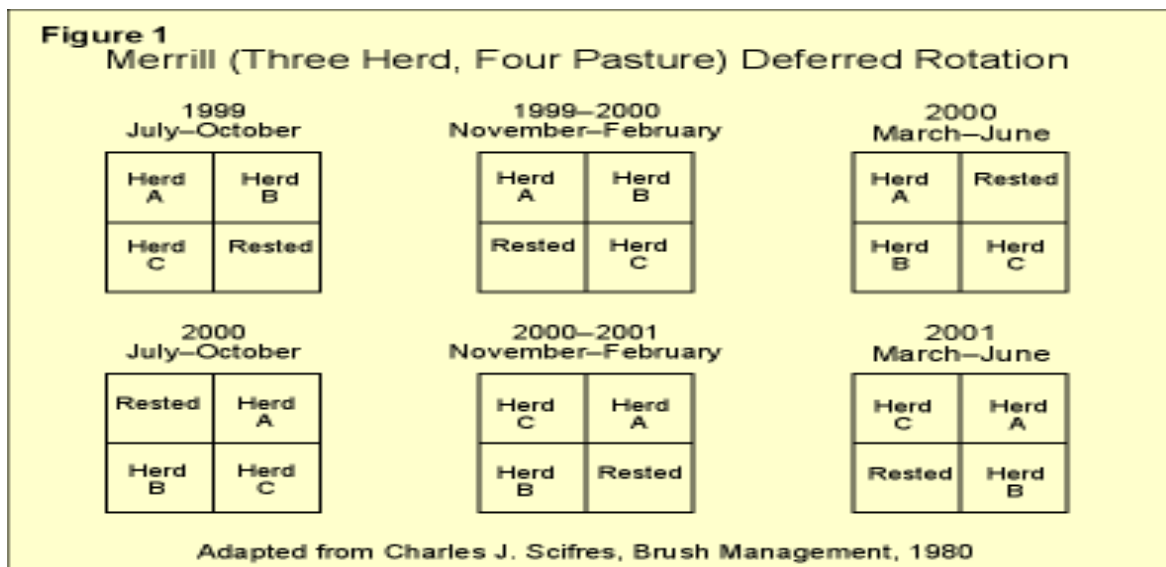 Figure 1
Merrill (Three Herd, Four Pasture) Deferred Rotation
1999
July–October
Herd
A
Herd
B
Herd
C
Rested
1999–2000
November–February
Herd
A
Herd
B
Rested
Herd
C
2000
March–June
Herd
A
Rested
Herd
B
Herd
C
2000
July–October
Rested
Herd
A
Herd
B
Herd
C
2000–2001
November–February
Herd
C
Herd
A
Herd
B
Rested
2001
March–June
Herd
C
Herd
A
Rested
Herd
B
Adapted from Charles J. Scifres, Brush Management, 1980